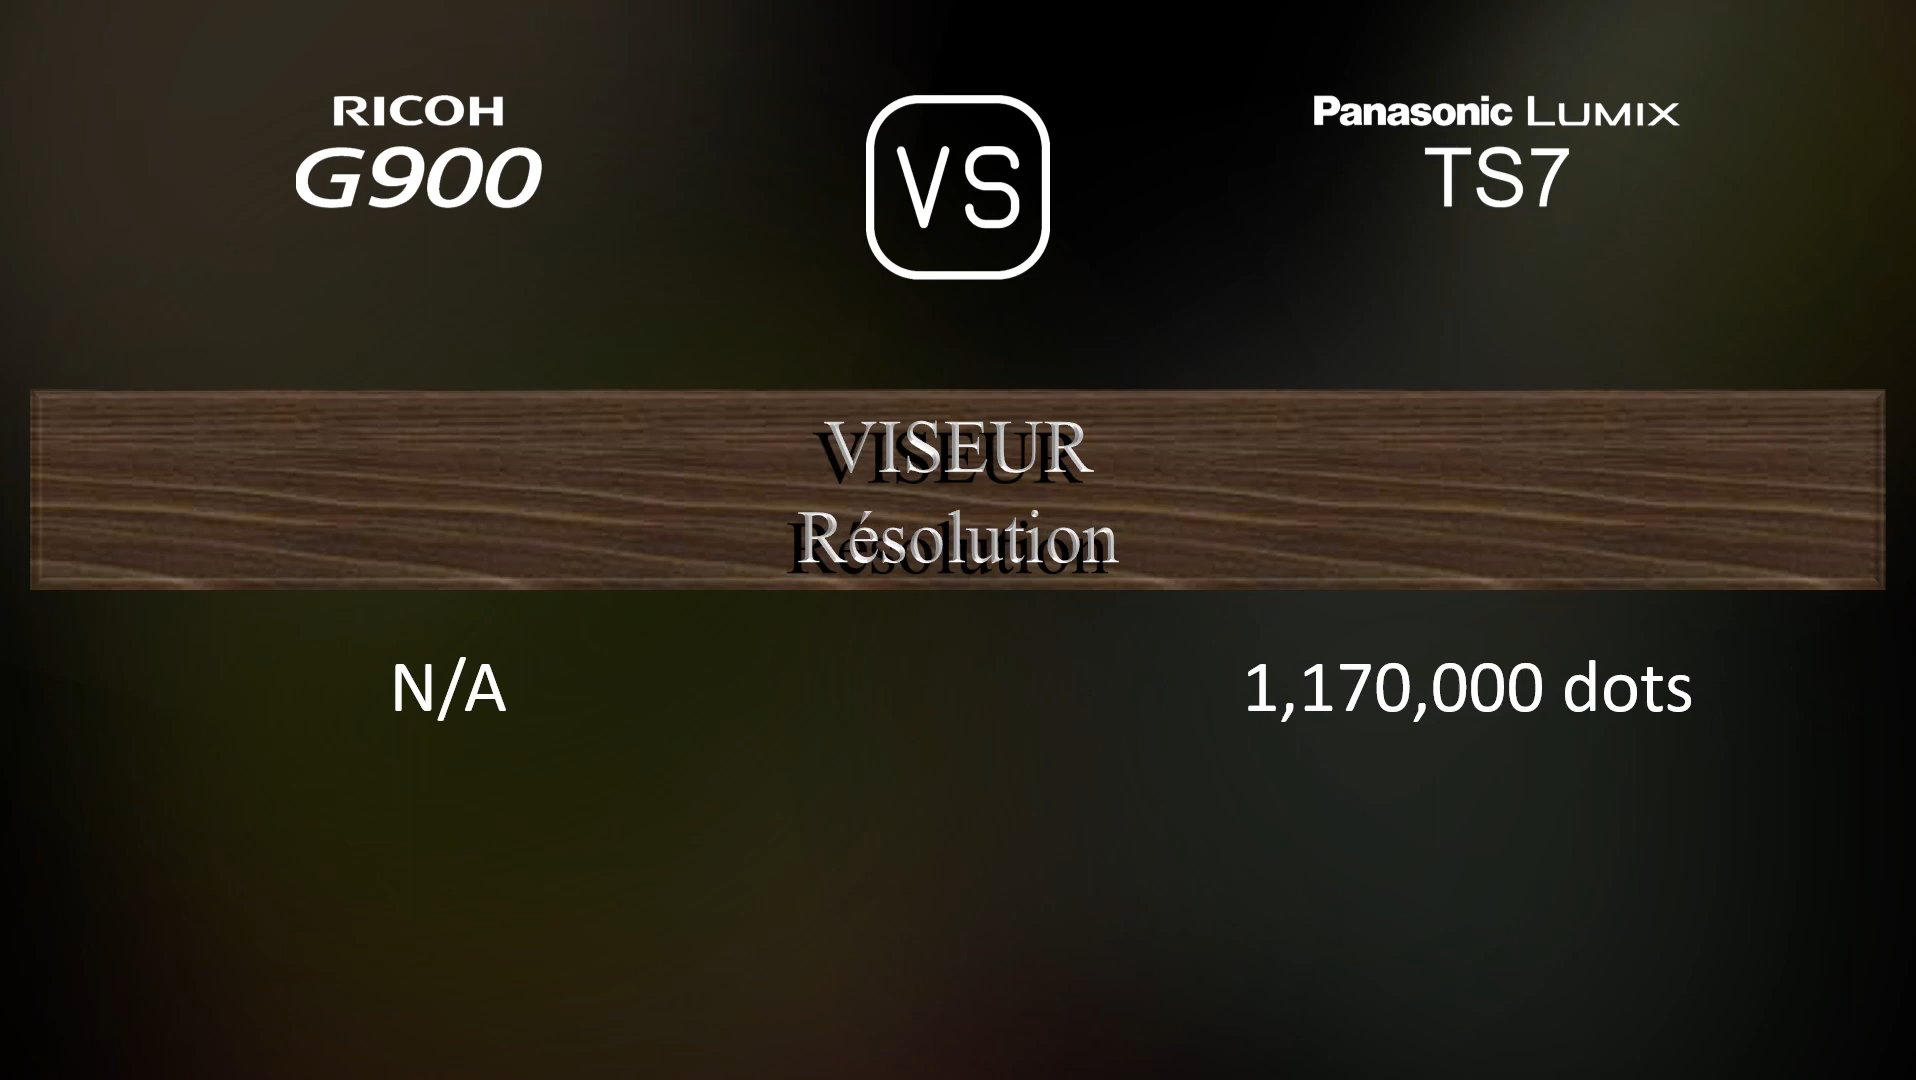 RICOH
G900
VS
Panasonic LUMIX
TS7
VISEUR
Résolution
N/A
1,170,000 dots